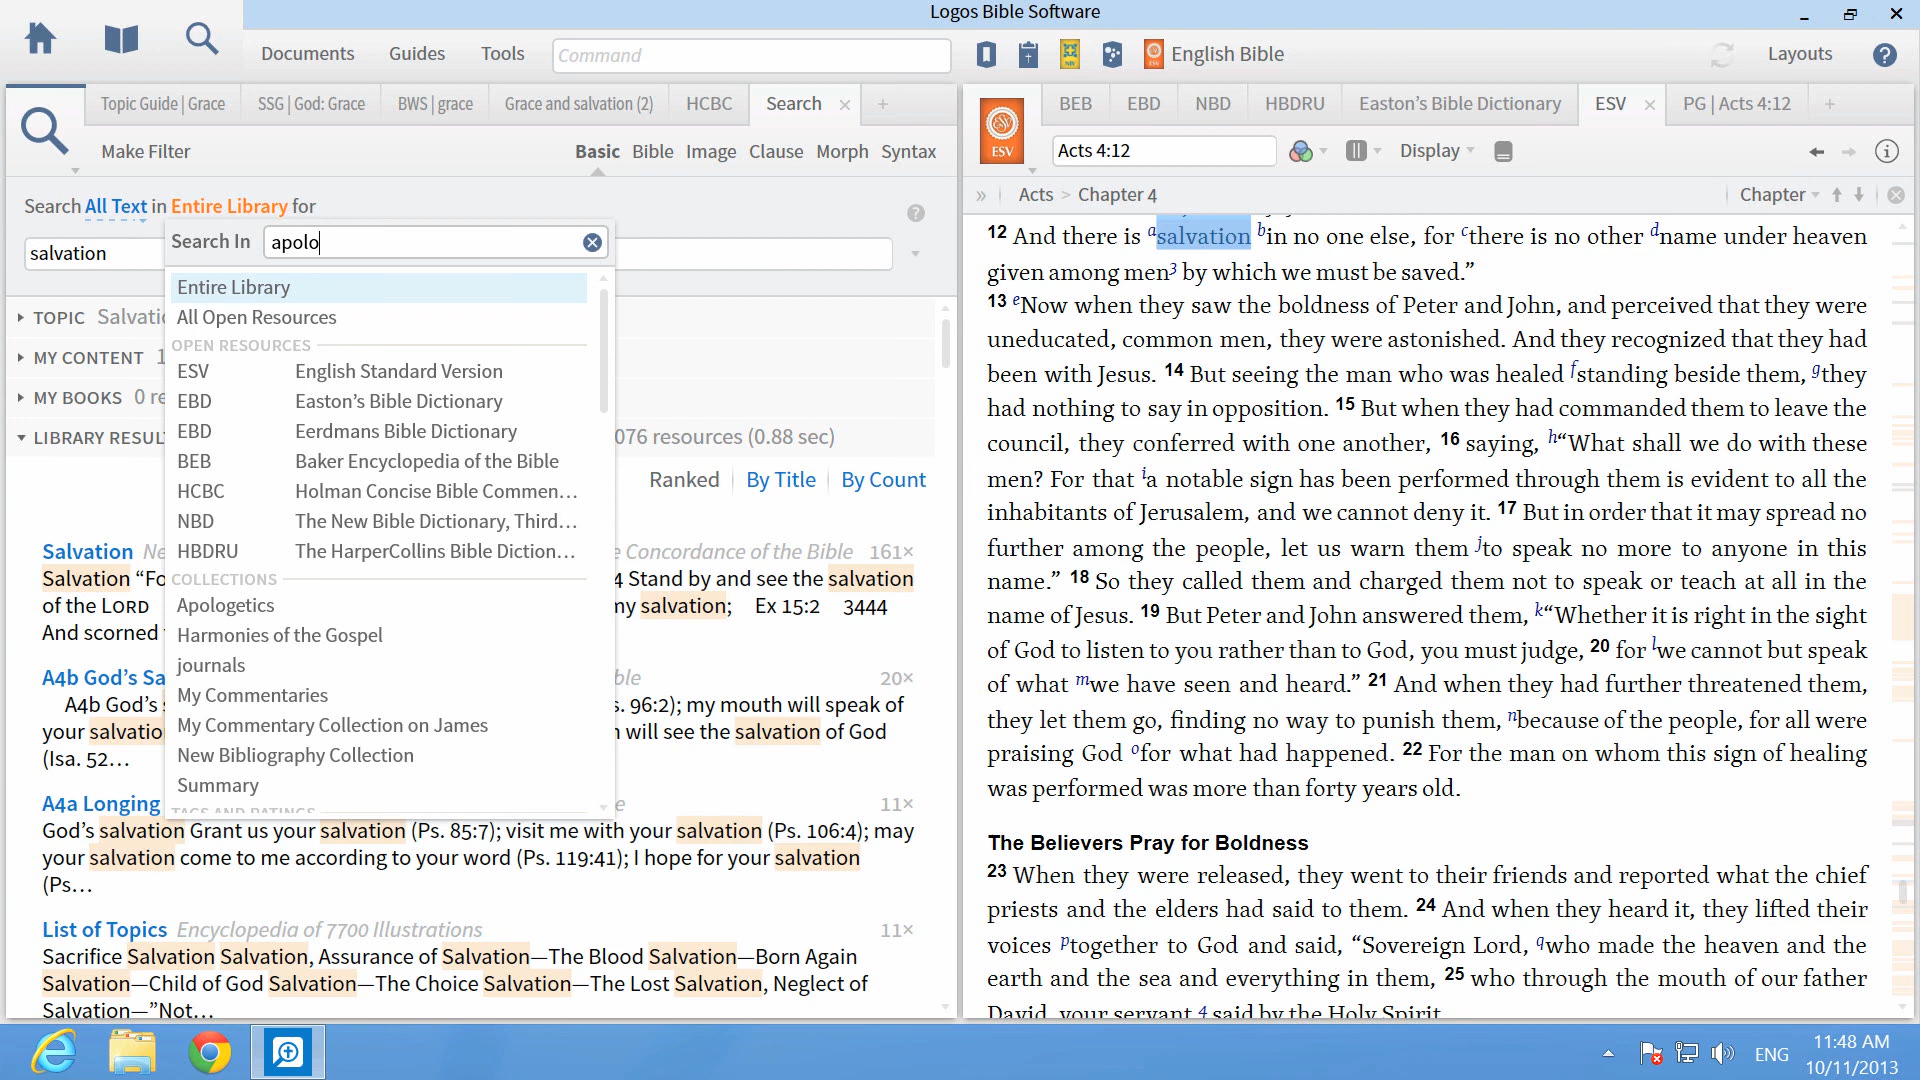 Logos Bible Software
Documents Guides Tools Command English Bible Layouts
Topic Guide | Grace SSG | God: Grace BWS | grace Grace and salvation (2) HCBC Search
Make Filter Basic Bible Image Clause Morph Syntax
Search All Text in Entire Library for
salvation
Search In apolo
Entire Library
All Open Resources
OPEN RESOURCES
ESV English Standard Version
EBD Easton's Bible Dictionary
EBD Eerdmans Bible Dictionary
BEB Baker Encyclopedia of the Bible
HCBC Holman Concise Bible Commen…
NBD The New Bible Dictionary, Third…
HBDRU The HarperCollins Bible Diction…
COLLECTIONS
Apologetics
Harmonies of the Gospel
journals
My Commentaries
My Commentary Collection on James
New Bibliography Collection
Summary
TAGS AND RATINGS
TOPIC Salvati
MY CONTENT 1
MY BOOKS 0 re
LIBRARY RESUL 076 resources (0.88 sec)
Ranked By Title By Count
Salvation Ne Concordance of the Bible 161×
Salvation “Fo 4 Stand by and see the salvation
of the LORD my salvation; Ex 15:2 3444
And scorned
A4b God’s Sa ble 20×
A4b God’s s. 96:2); my mouth will speak of
your salvatio will see the salvation of God
(Isa. 52…
A4a Longing e 11×
God’s salvation Grant us your salvation (Ps. 85:7); visit me with your salvation (Ps. 106:4); may
your salvation come to me according to your word (Ps. 119:41); I hope for your salvation
(Ps…
List of Topics Encyclopedia of 7700 Illustrations 11×
Sacrifice Salvation Salvation, Assurance of Salvation—The Blood Salvation—Born Again
Salvation—Child of God Salvation—The Choice Salvation—The Lost Salvation, Neglect of
Salvation—”Not…
ESV
BEB EBD NBD HBDRU Easton’s Bible Dictionary ESV PG | Acts 4:12
Acts 4:12 Display
» Acts > Chapter 4 Chapter
12 And there is a salvation b in no one else, for c there is no other d name under heaven
given among men3 by which we must be saved.”
13 e Now when they saw the boldness of Peter and John, and perceived that they were
uneducated, common men, they were astonished. And they recognized that they had
been with Jesus. 14 But seeing the man who was healed f standing beside them, g they
had nothing to say in opposition. 15 But when they had commanded them to leave the
council, they conferred with one another, 16 saying, h “What shall we do with these
men? For that i a notable sign has been performed through them is evident to all the
inhabitants of Jerusalem, and we cannot deny it. 17 But in order that it may spread no
further among the people, let us warn them j to speak no more to anyone in this
name.” 18 So they called them and charged them not to speak or teach at all in the
name of Jesus. 19 But Peter and John answered them, k “Whether it is right in the sight
of God to listen to you rather than to God, you must judge, 20 for l we cannot but speak
of what m we have seen and heard.” 21 And when they had further threatened them,
they let them go, finding no way to punish them, n because of the people, for all were
praising God o for what had happened. 22 For the man on whom this sign of healing
was performed was more than forty years old.
The Believers Pray for Boldness
23 When they were released, they went to their friends and reported what the chief
priests and the elders had said to them. 24 And when they heard it, they lifted their
voices p together to God and said, “Sovereign Lord, q who made the heaven and the
earth and the sea and everything in them, 25 who through the mouth of our father
David, your servant, 4 said by the Holy Spirit,
ENG 11:48 AM
10/11/2013